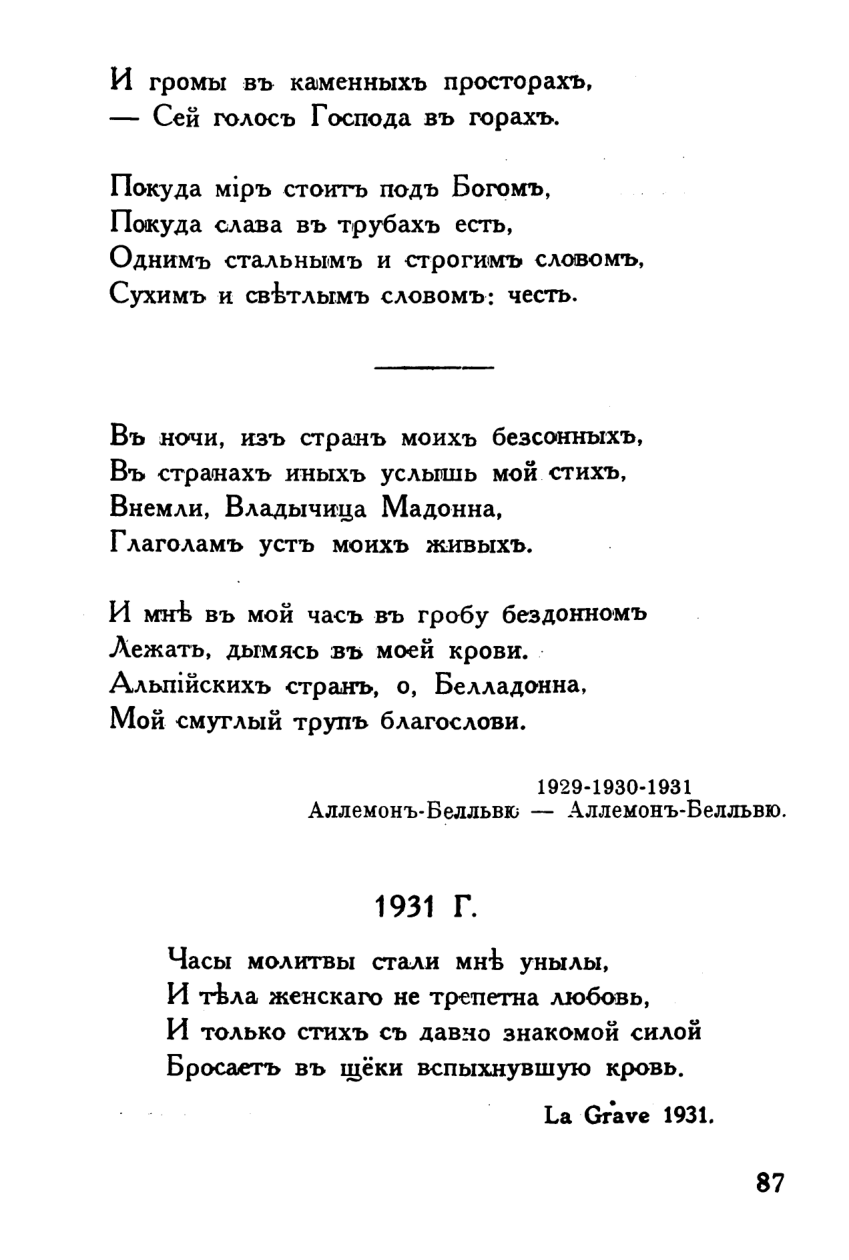 И громы въ каменныхъ просторахъ,
— Сей голосъ Господа въ горахъ.
Покуда міръ стоитъ подъ Богомъ,
Покуда слава въ трубахъ есть,
Однимъ стальнымъ и строгимъ словомъ,
Сухимъ и свѣтлымъ словомъ: честь.
Въ ночи, изъ странъ моихъ безсонныхъ,
Въ странахъ иныхъ услышь мой стихъ,
Внемли, Владычица Мадонна,
Глаголамъ устъ моихъ живыхъ.
И мнѣ въ мой часъ въ гробу бездонномъ
Лежать, дымясь въ моей крови.
Альпійскихъ странъ, о, Белладонна,
Мой смуглый трупъ благослови.
1929-1930-1931
Аллемонъ-Белльвю — Аллемонъ-Белльвю.
1931 Г.
Часы молитвы стали мнѣ унылы,
И тѣла женскаго не трепетна любовь,
И только стихъ съ давно знакомой силой
Бросаетъ въ щёки вспыхнувшую кровь.
La Grave 1931.
87